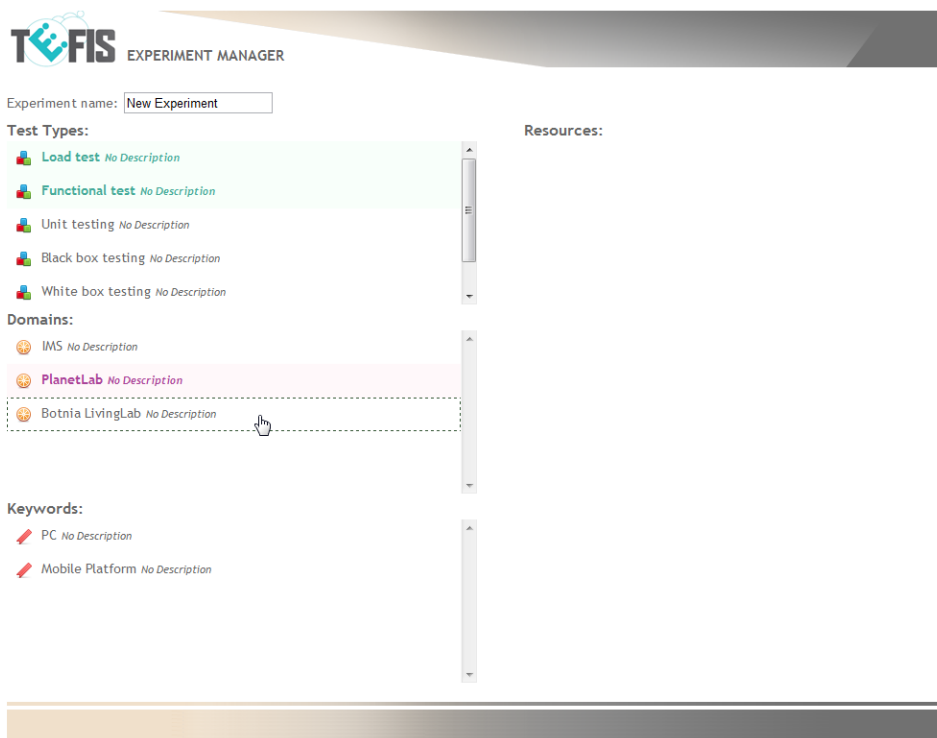 TEFIS EXPERIMENT MANAGER
Experiment name: New Experiment
Test Types:
Load test No Description
Functional test No Description
Unit testing No Description
Black box testing No Description
White box testing No Description
Domains:
IMS No Description
PlanetLab No Description
Botnia LivingLab No Description
Keywords:
PC No Description
Mobile Platform No Description
Resources: